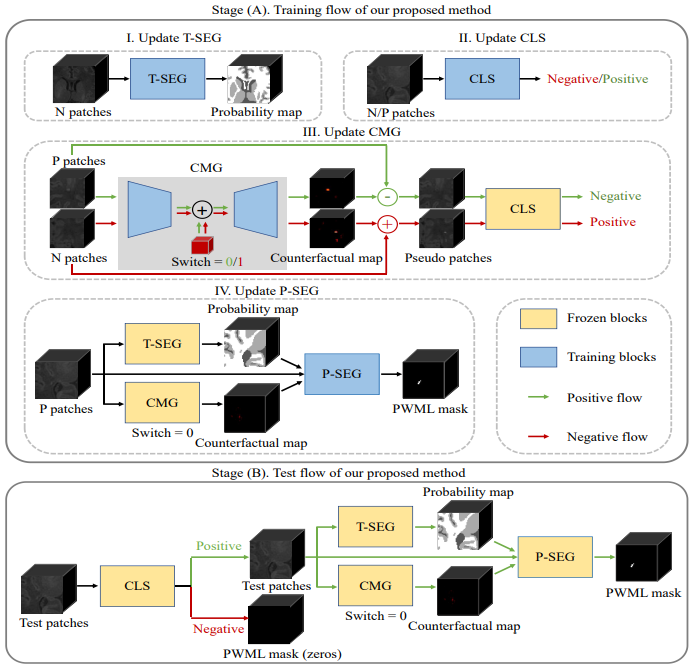 Stage (A). Training flow of our proposed method
I. Update T-SEG
N patches
T-SEG
Probability map
II. Update CLS
N/P patches
CLS
Negative/Positive
III. Update CMG
P patches
N patches
CMG
+
Switch = 0/1
Counterfactual map
-
+
Pseudo patches
CLS
Negative
Positive
IV. Update P-SEG
P patches
T-SEG
Probability map
CMG
Switch = 0
Counterfactual map
P-SEG
PWML mask
Frozen blocks
Training blocks
Positive flow
Negative flow
Stage (B). Test flow of our proposed method
Test patches
CLS
Positive
Negative
Test patches
PWML mask (zeros)
T-SEG
Probability map
CMG
Switch = 0
Counterfactual map
P-SEG
PWML mask